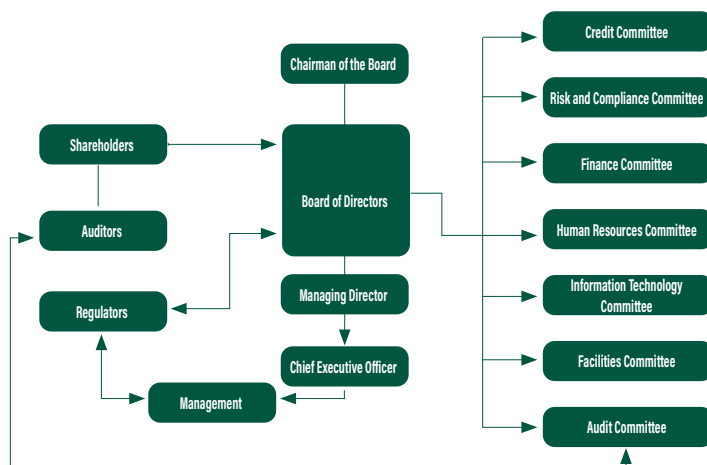 Credit Committee
Chairman of the Board
Risk and Compliance Committee
Shareholders
Finance Committee
Board of Directors
Auditors
Human Resources Committee
Managing Director
Information Technology
Committee
Regulators
Chief Executive Officer
Facilities Committee
Management
Audit Committee